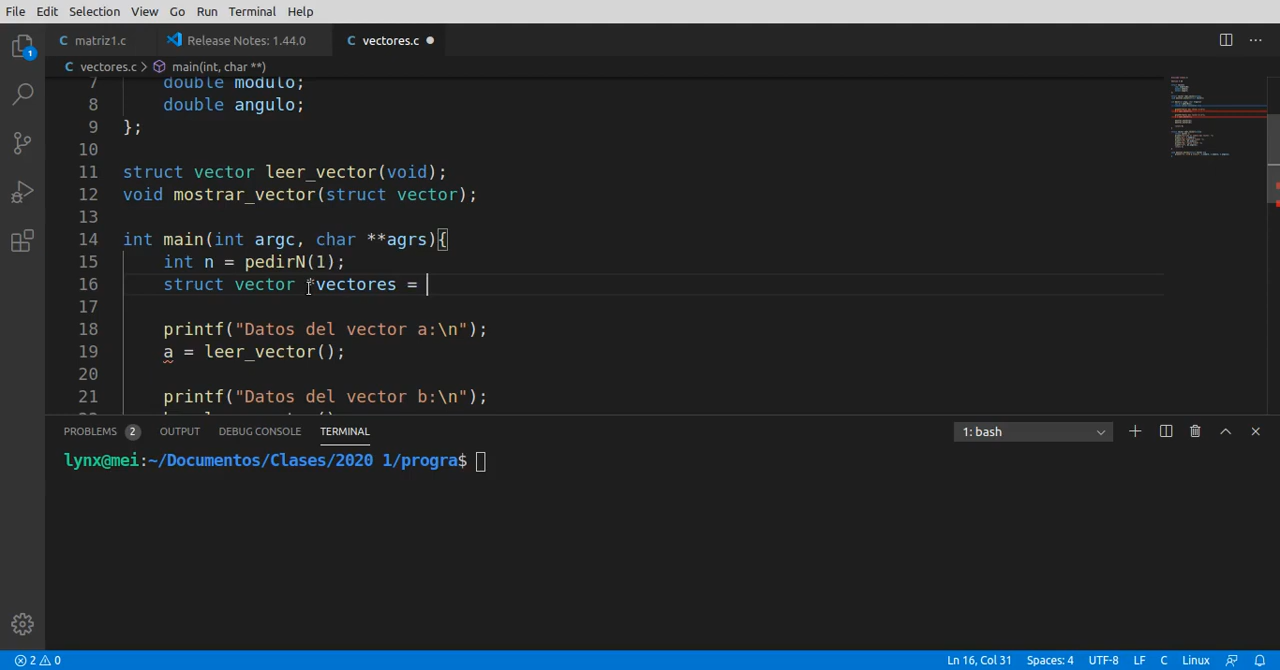 File Edit Selection View Go Run Terminal Help
matriz1.c Release Notes: 1.44.0 vectores.c
vectores.c > main(int, char **)
7 double modulo;
8 double angulo;
9 };
10
11 struct vector leer_vector(void);
12 void mostrar_vector(struct vector);
13
14 int main(int argc, char **agrs){
15 int n = pedirN(1);
16 struct vector *vectores =
17
18 printf("Datos del vector a:\n");
19 a = leer_vector();
20
21 printf("Datos del vector b:\n");
PROBLEMS 2 OUTPUT DEBUG CONSOLE TERMINAL 1: bash
lynx@mei:~/Documentos/Clases/2020 1/progra$
2 0 Ln 16, Col 31 Spaces: 4 UTF-8 LF C Linux